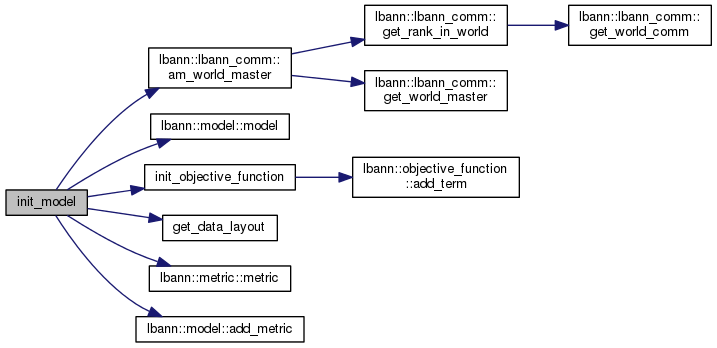 init_model
lbann::lbann_comm::
am_world_master
lbann::lbann_comm::
get_rank_in_world
lbann::lbann_comm::
get_world_comm
lbann::lbann_comm::
get_world_master
lbann::model::model
init_objective_function
lbann::objective_function
::add_term
get_data_layout
lbann::metric::metric
lbann::model::add_metric